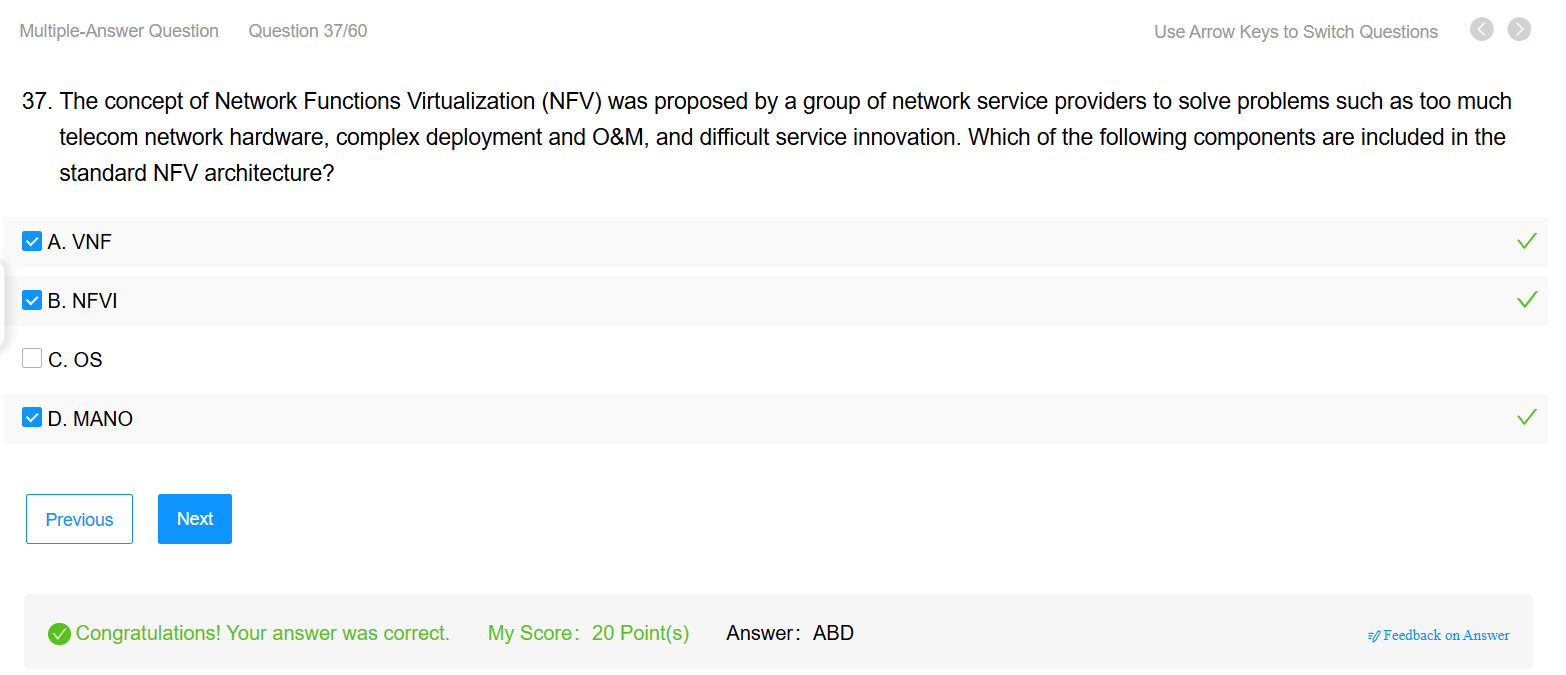 Multiple-Answer Question Question 37/60 Use Arrow Keys to Switch Questions
37. The concept of Network Functions Virtualization (NFV) was proposed by a group of network service providers to solve problems such as too much
telecom network hardware, complex deployment and O&M, and difficult service innovation. Which of the following components are included in the
standard NFV architecture?
A. VNF
B. NFVI
C. OS
D. MANO
Previous Next
Congratulations! Your answer was correct. My Score: 20 Point(s) Answer: ABD Feedback on Answer